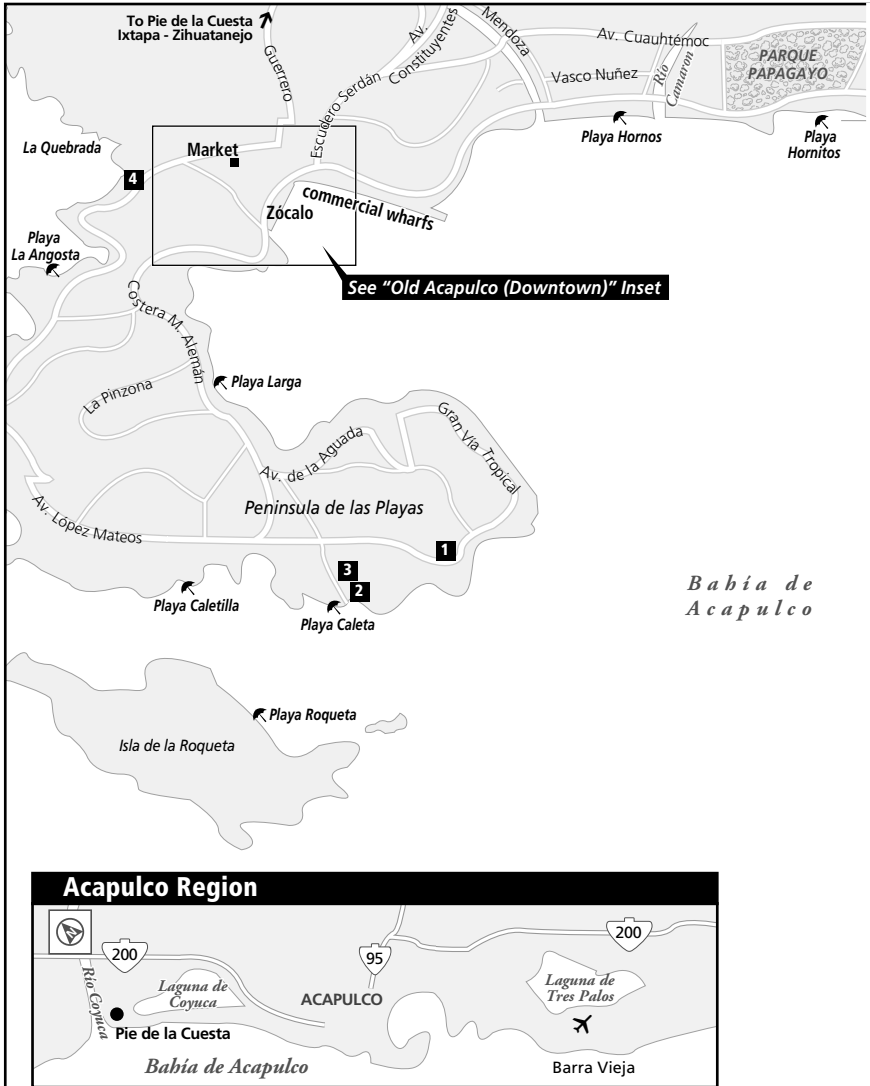 To Pie de la Cuesta
Ixtapa - Zihuatanejo
Guerrero
Av.
Constituyentes
Mendoza
Av. Cuauhtémoc
Escudero Serdán
Vasco Nuñez
Río
Camaron
PARQUE
PAPAGAYO
Playa Hornos
Playa
Hornitos
La Quebrada
Market
4
Zócalo
commercial wharfs
Playa
La Angosta
See “Old Acapulco (Downtown)” Inset
Costera M. Alemán
Playa Larga
La Pinzona
Gran Vía Tropical
Av. de la Aguada
Peninsula de las Playas
Av. López Mateos
1
3
2
Playa Caletilla
Playa Caleta
Bahía de
Acapulco
Playa Roqueta
Isla de la Roqueta
Acapulco Region
N
200
95
200
Río Coyuca
Laguna de
Coyuca
ACAPULCO
Laguna de
Tres Palos
Pie de la Cuesta
Bahía de Acapulco
Barra Vieja